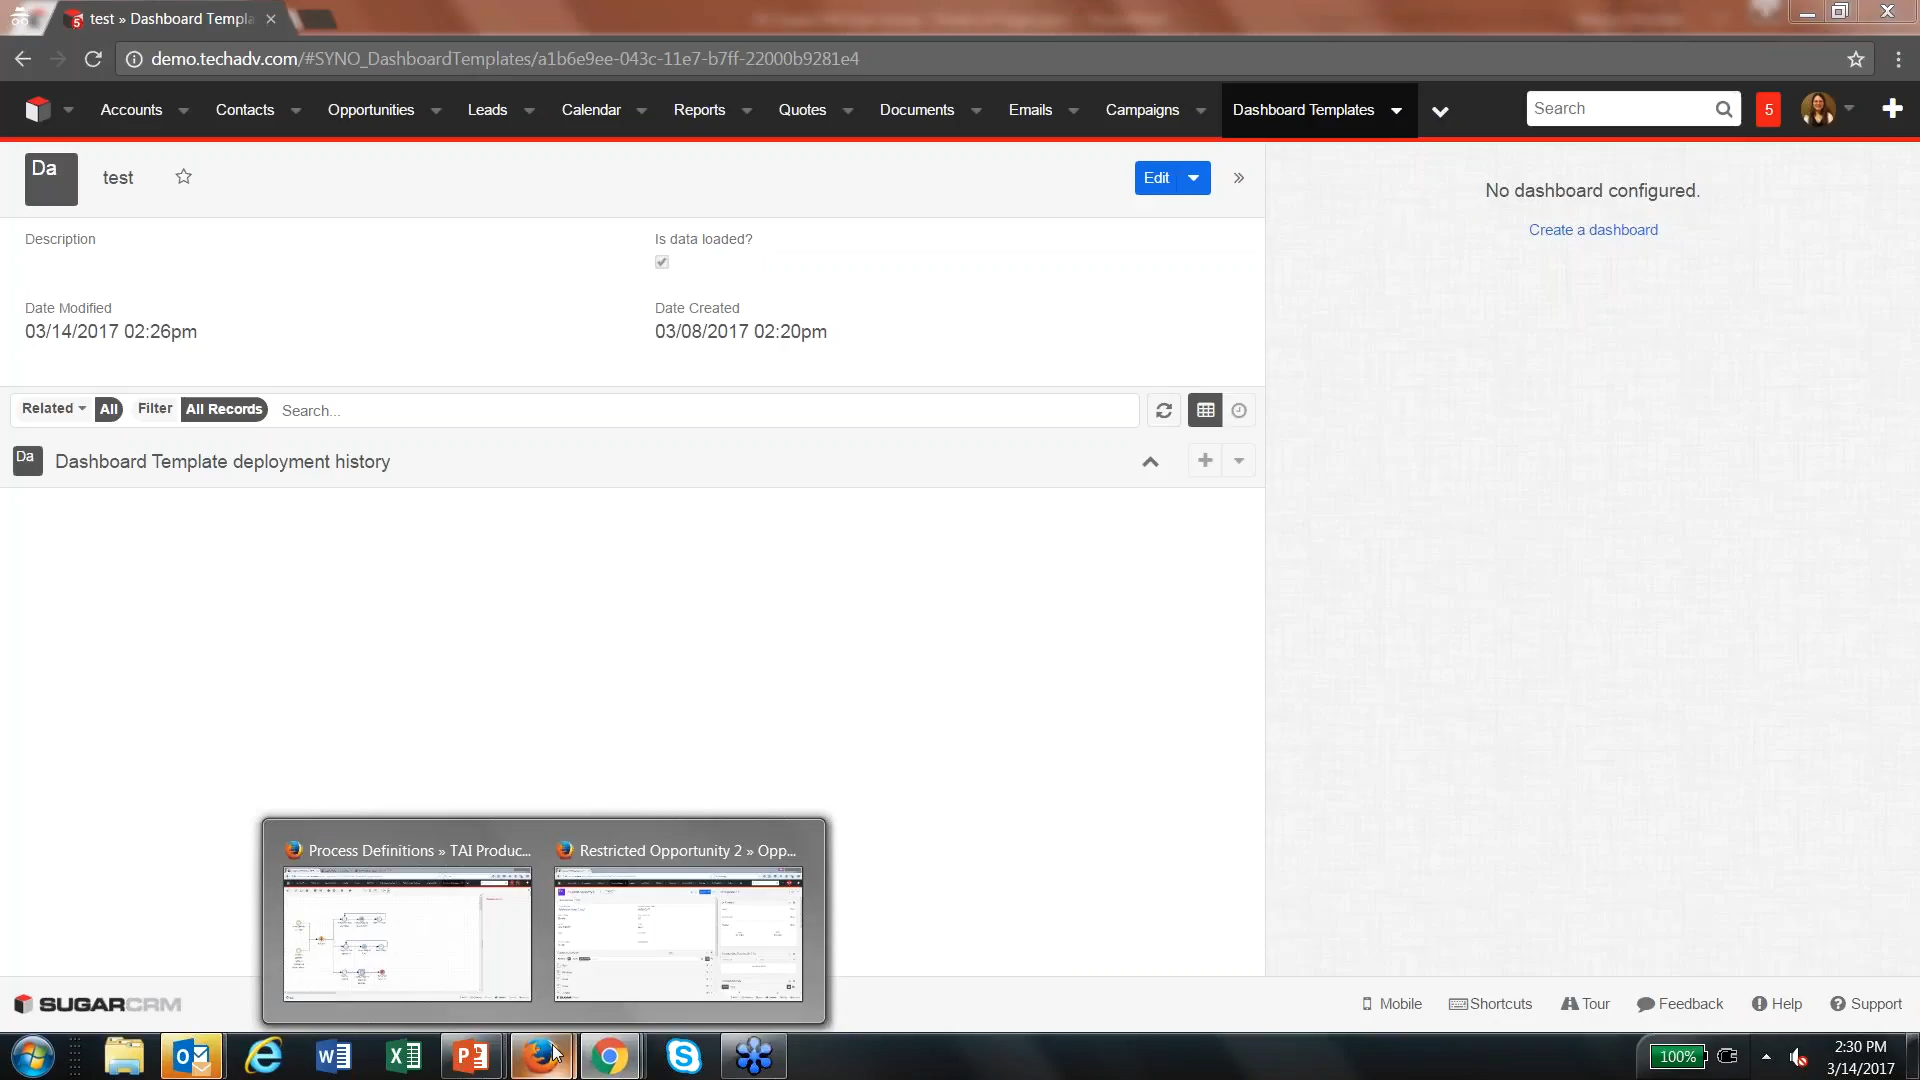 test » Dashboard Templa
demo.techadv.com/#SYNO_DashboardTemplates/a1b6e9ee-043c-11e7-b7ff-22000b9281e4
Accounts Contacts Opportunities Leads Calendar Reports Quotes Documents Emails Campaigns Dashboard Templates Search 5
Da test Edit
No dashboard configured.
Create a dashboard
Description Is data loaded?
Date Modified Date Created
03/14/2017 02:26pm 03/08/2017 02:20pm
Related All Filter All Records Search...
Da Dashboard Template deployment history
Process Definitions » TAI Produc... Restricted Opportunity 2 » Opp...
SUGARCRM Mobile Shortcuts Tour Feedback Help Support
100% 2:30 PM
3/14/2017